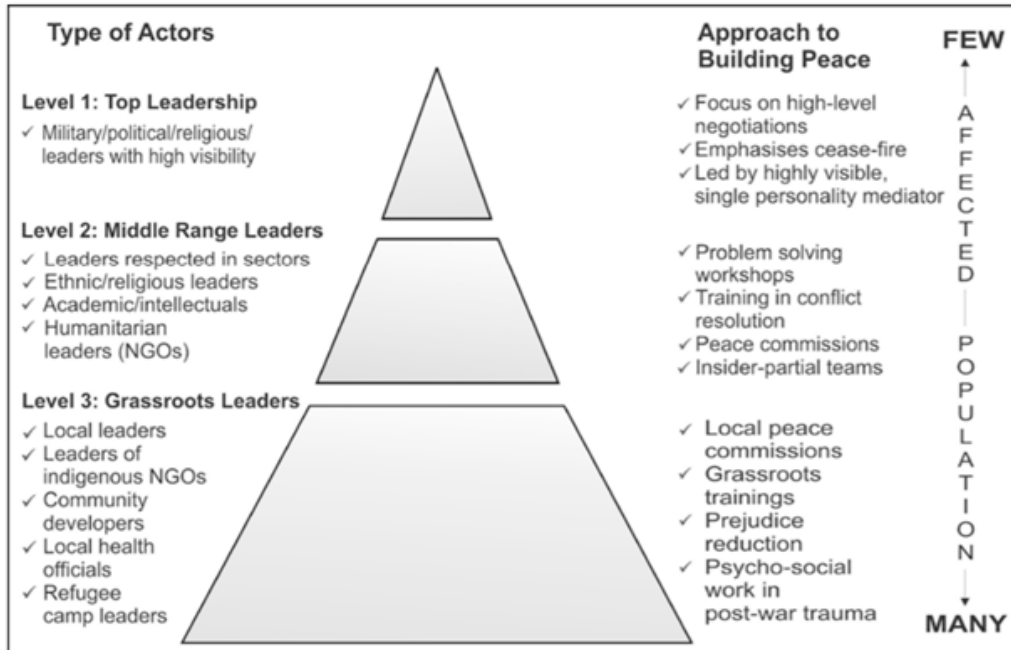 Type of Actors
Level 1: Top Leadership
✓ Military/political/religious/
leaders with high visibility
Level 2: Middle Range Leaders
✓ Leaders respected in sectors
✓ Ethnic/religious leaders
✓ Academic/intellectuals
✓ Humanitarian
leaders (NGOs)
Level 3: Grassroots Leaders
✓ Local leaders
✓ Leaders of
indigenous NGOs
✓ Community
developers
✓ Local health
officials
✓ Refugee
camp leaders
Approach to
Building Peace
✓ Focus on high-level
negotiations
✓ Emphasises cease-fire
✓ Led by highly visible,
single personality mediator
✓ Problem solving
workshops
✓ Training in conflict
resolution
✓ Peace commissions
✓ Insider-partial teams
✓ Local peace
commissions
✓ Grassroots
trainings
✓ Prejudice
reduction
✓ Psycho-social
work in
post-war trauma
FEW
AFFECTED POPULATION
MANY